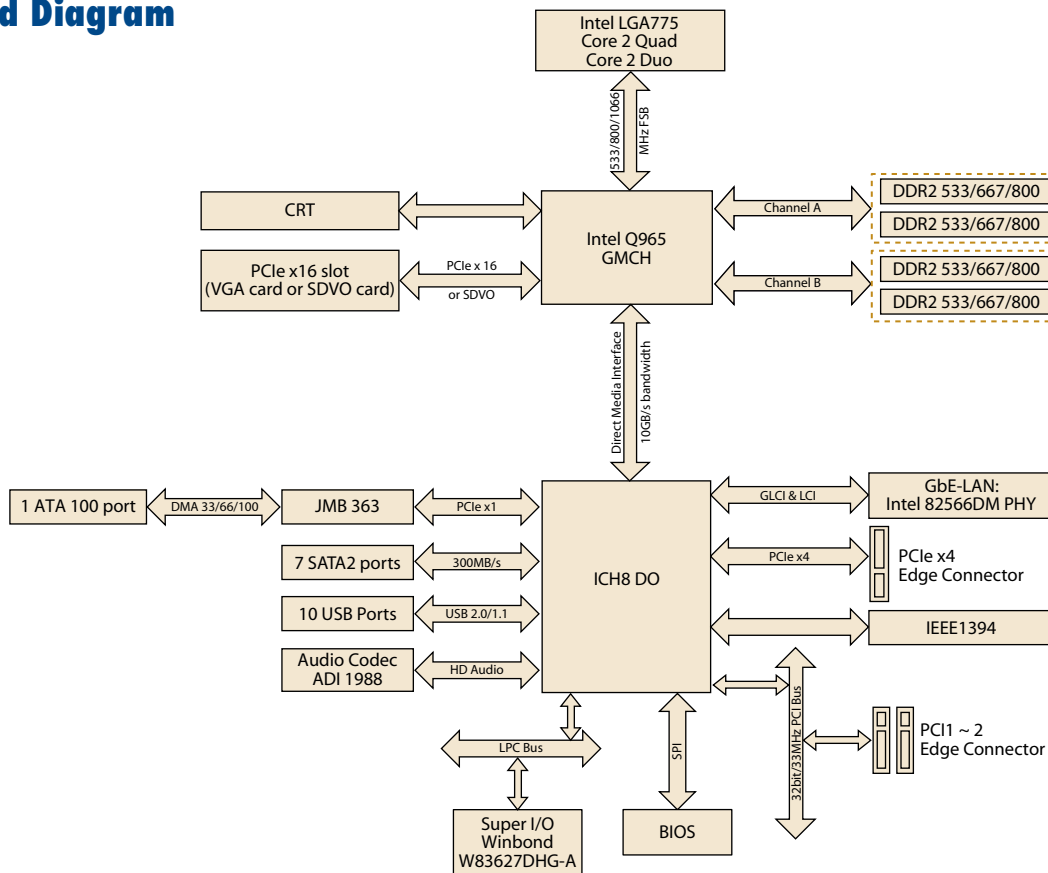 d Diagram
Intel LGA775
Core 2 Quad
Core 2 Duo
533/800/1066
MHz FSB
CRT
PCIe x16 slot
(VGA card or SDVO card)
PCIe x 16
or SDVO
Intel Q965
GMCH
Channel A
Channel B
DDR2 533/667/800
DDR2 533/667/800
DDR2 533/667/800
DDR2 533/667/800
Direct Media Interface
10GB/s bandwidth
1 ATA 100 port
DMA 33/66/100
JMB 363
PCIe x1
7 SATA2 ports
300MB/s
10 USB Ports
USB 2.0/1.1
Audio Codec
ADI 1988
HD Audio
ICH8 DO
GLCI & LCI
GbE-LAN:
Intel 82566DM PHY
PCIe x4
PCIe x4
Edge Connector
IEEE1394
32bit/33MHz PCI Bus
PCI1 ~ 2
Edge Connector
LPC Bus
SPI
Super I/O
Winbond
W83627DHG-A
BIOS